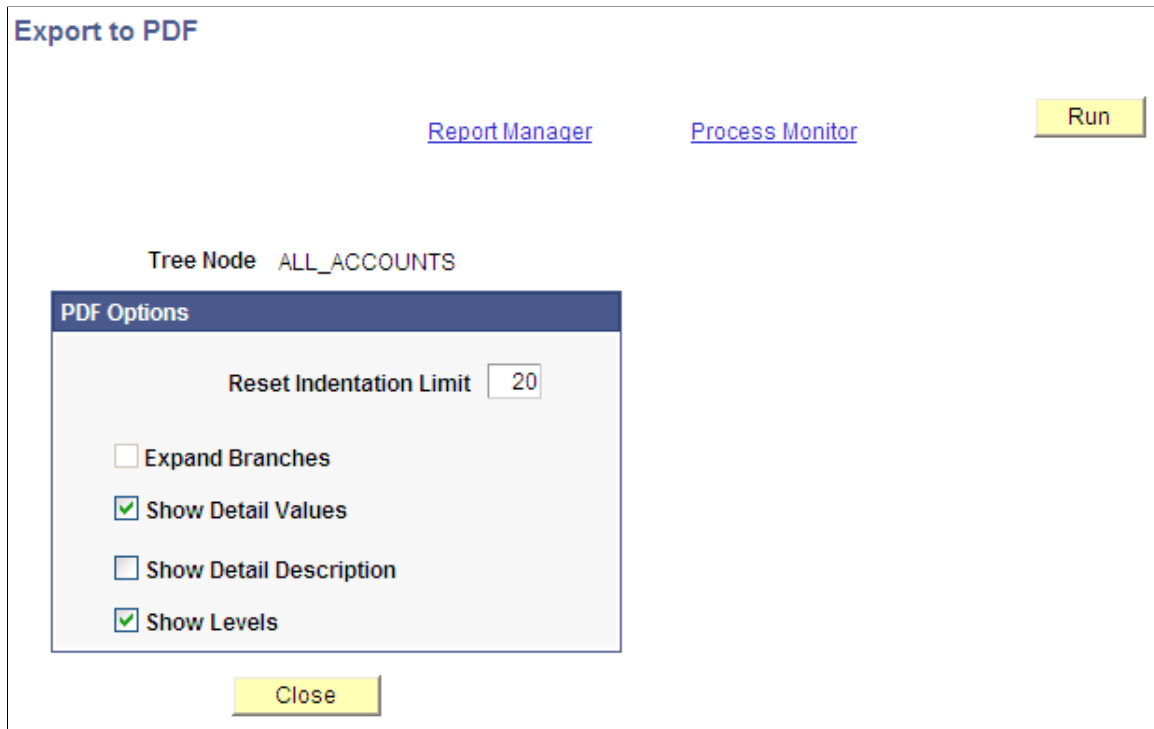 Export to PDF
Report Manager Process Monitor Run
Tree Node ALL_ACCOUNTS
PDF Options
Reset Indentation Limit 20
Expand Branches
Show Detail Values
Show Detail Description
Show Levels
Close